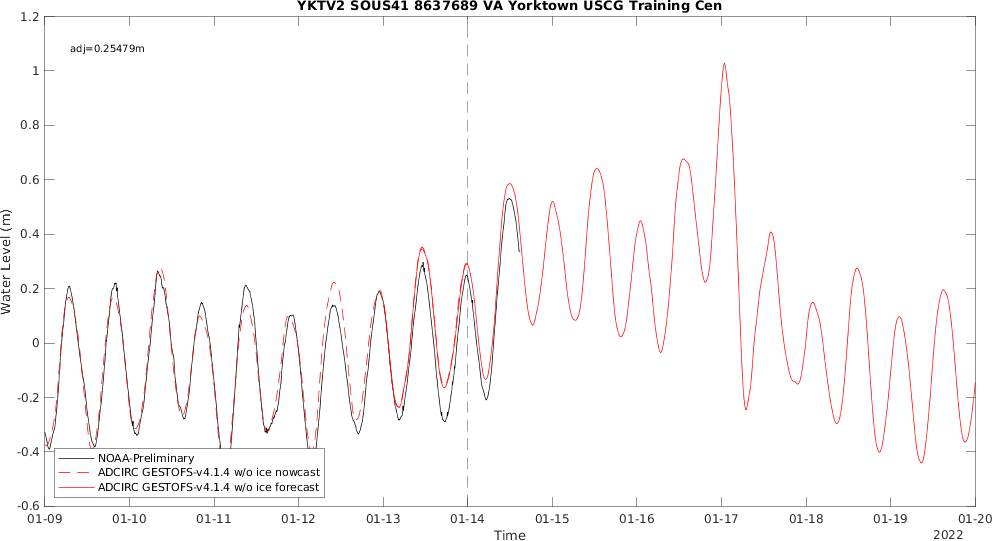 YKTV2 SOUS41 8637689 VA Yorktown USCG Training Cen
adj=0.25479m
1.2
1
0.8
0.6
0.4
0.2
0
-0.2
-0.4
-0.6
Water Level (m)
NOAA-Preliminary
ADCIRC GESTOFS-v4.1.4 w/o ice nowcast
ADCIRC GESTOFS-v4.1.4 w/o ice forecast
01-09 01-10 01-11 01-12 01-13 01-14 01-15 01-16 01-17 01-18 01-19 01-20
Time
2022